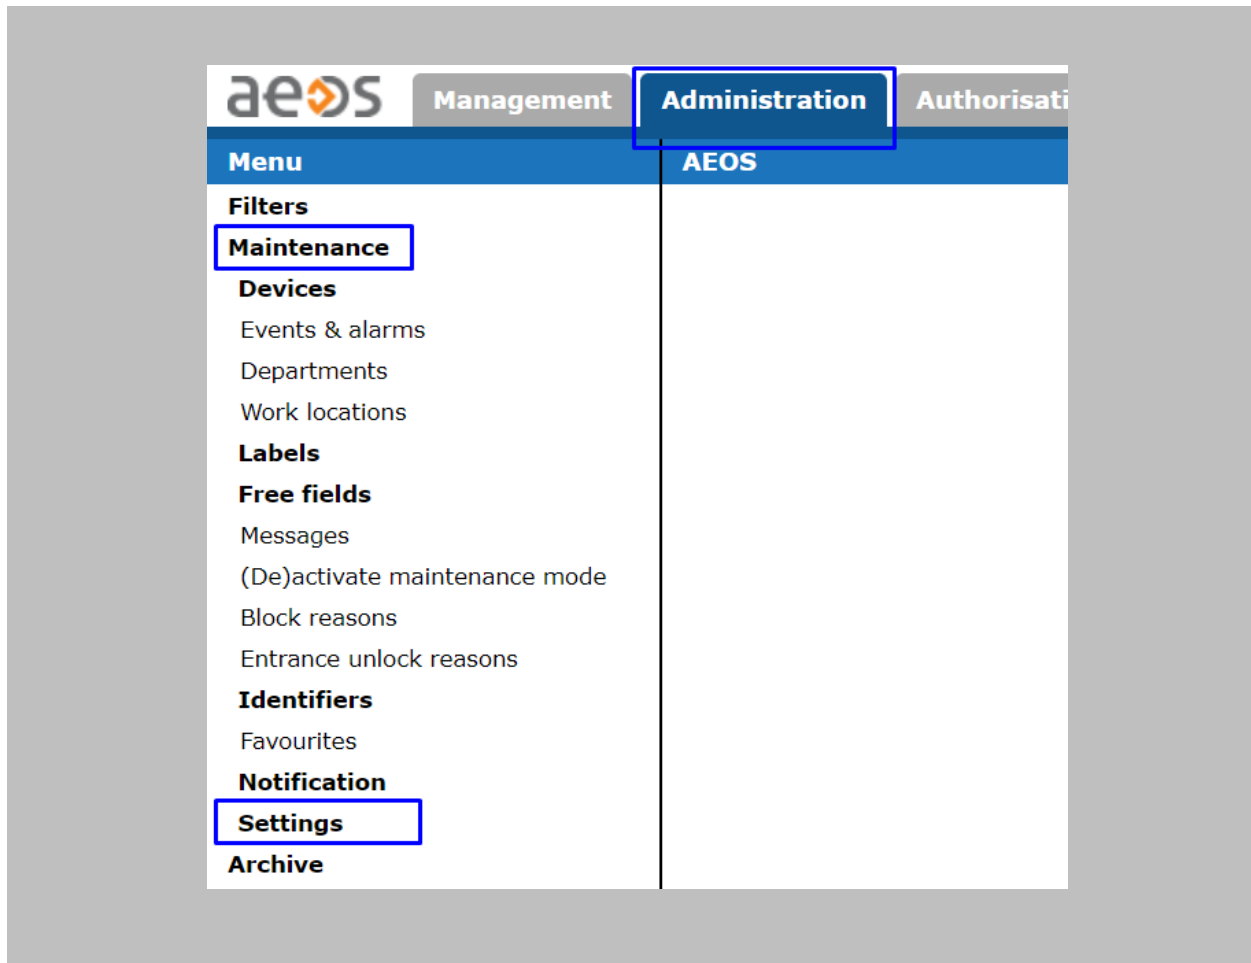 aeos Management Administration Authorisati
Menu AEOS
Filters
Maintenance
Devices
Events & alarms
Departments
Work locations
Labels
Free fields
Messages
(De)activate maintenance mode
Block reasons
Entrance unlock reasons
Identifiers
Favourites
Notification
Settings
Archive